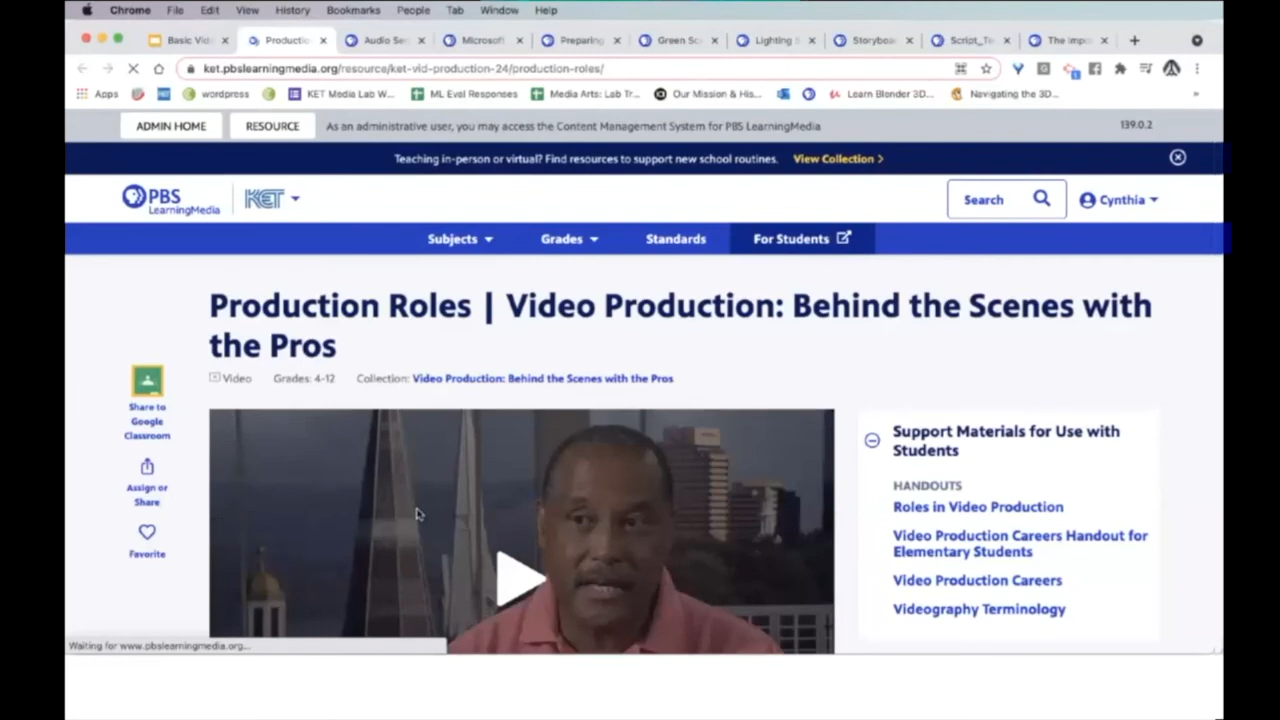 Chrome File Edit View History Bookmarks People Tab Window Help
Basic Vid Productio Audio Ser Microsof Preparing Green Sc Lighting Storyboa Script_Te The Impo
ket.pbslearningmedia.org/resource/ket-vid-production-24/production-roles/
Apps wordpress KET Media Lab W... ML Eval Responses Media Arts: Lab Tr... Our Mission & His... Learn Blender 3D... Navigating the 3D...
ADMIN HOME RESOURCE As an administrative user, you may access the Content Management System for PBS LearningMedia 139.0.2
Teaching in-person or virtual? Find resources to support new school routines. View Collection >
PBS LearningMedia KET Search Cynthia
Subjects Grades Standards For Students
Production Roles | Video Production: Behind the Scenes with
the Pros
Video Grades: 4-12 Collection: Video Production: Behind the Scenes with the Pros
Share to
Google
Classroom
Assign or
Share
Favorite
Support Materials for Use with
Students
HANDOUTS
Roles in Video Production
Video Production Careers Handout for
Elementary Students
Video Production Careers
Videography Terminology
Waiting for www.pbslearningmedia.org...